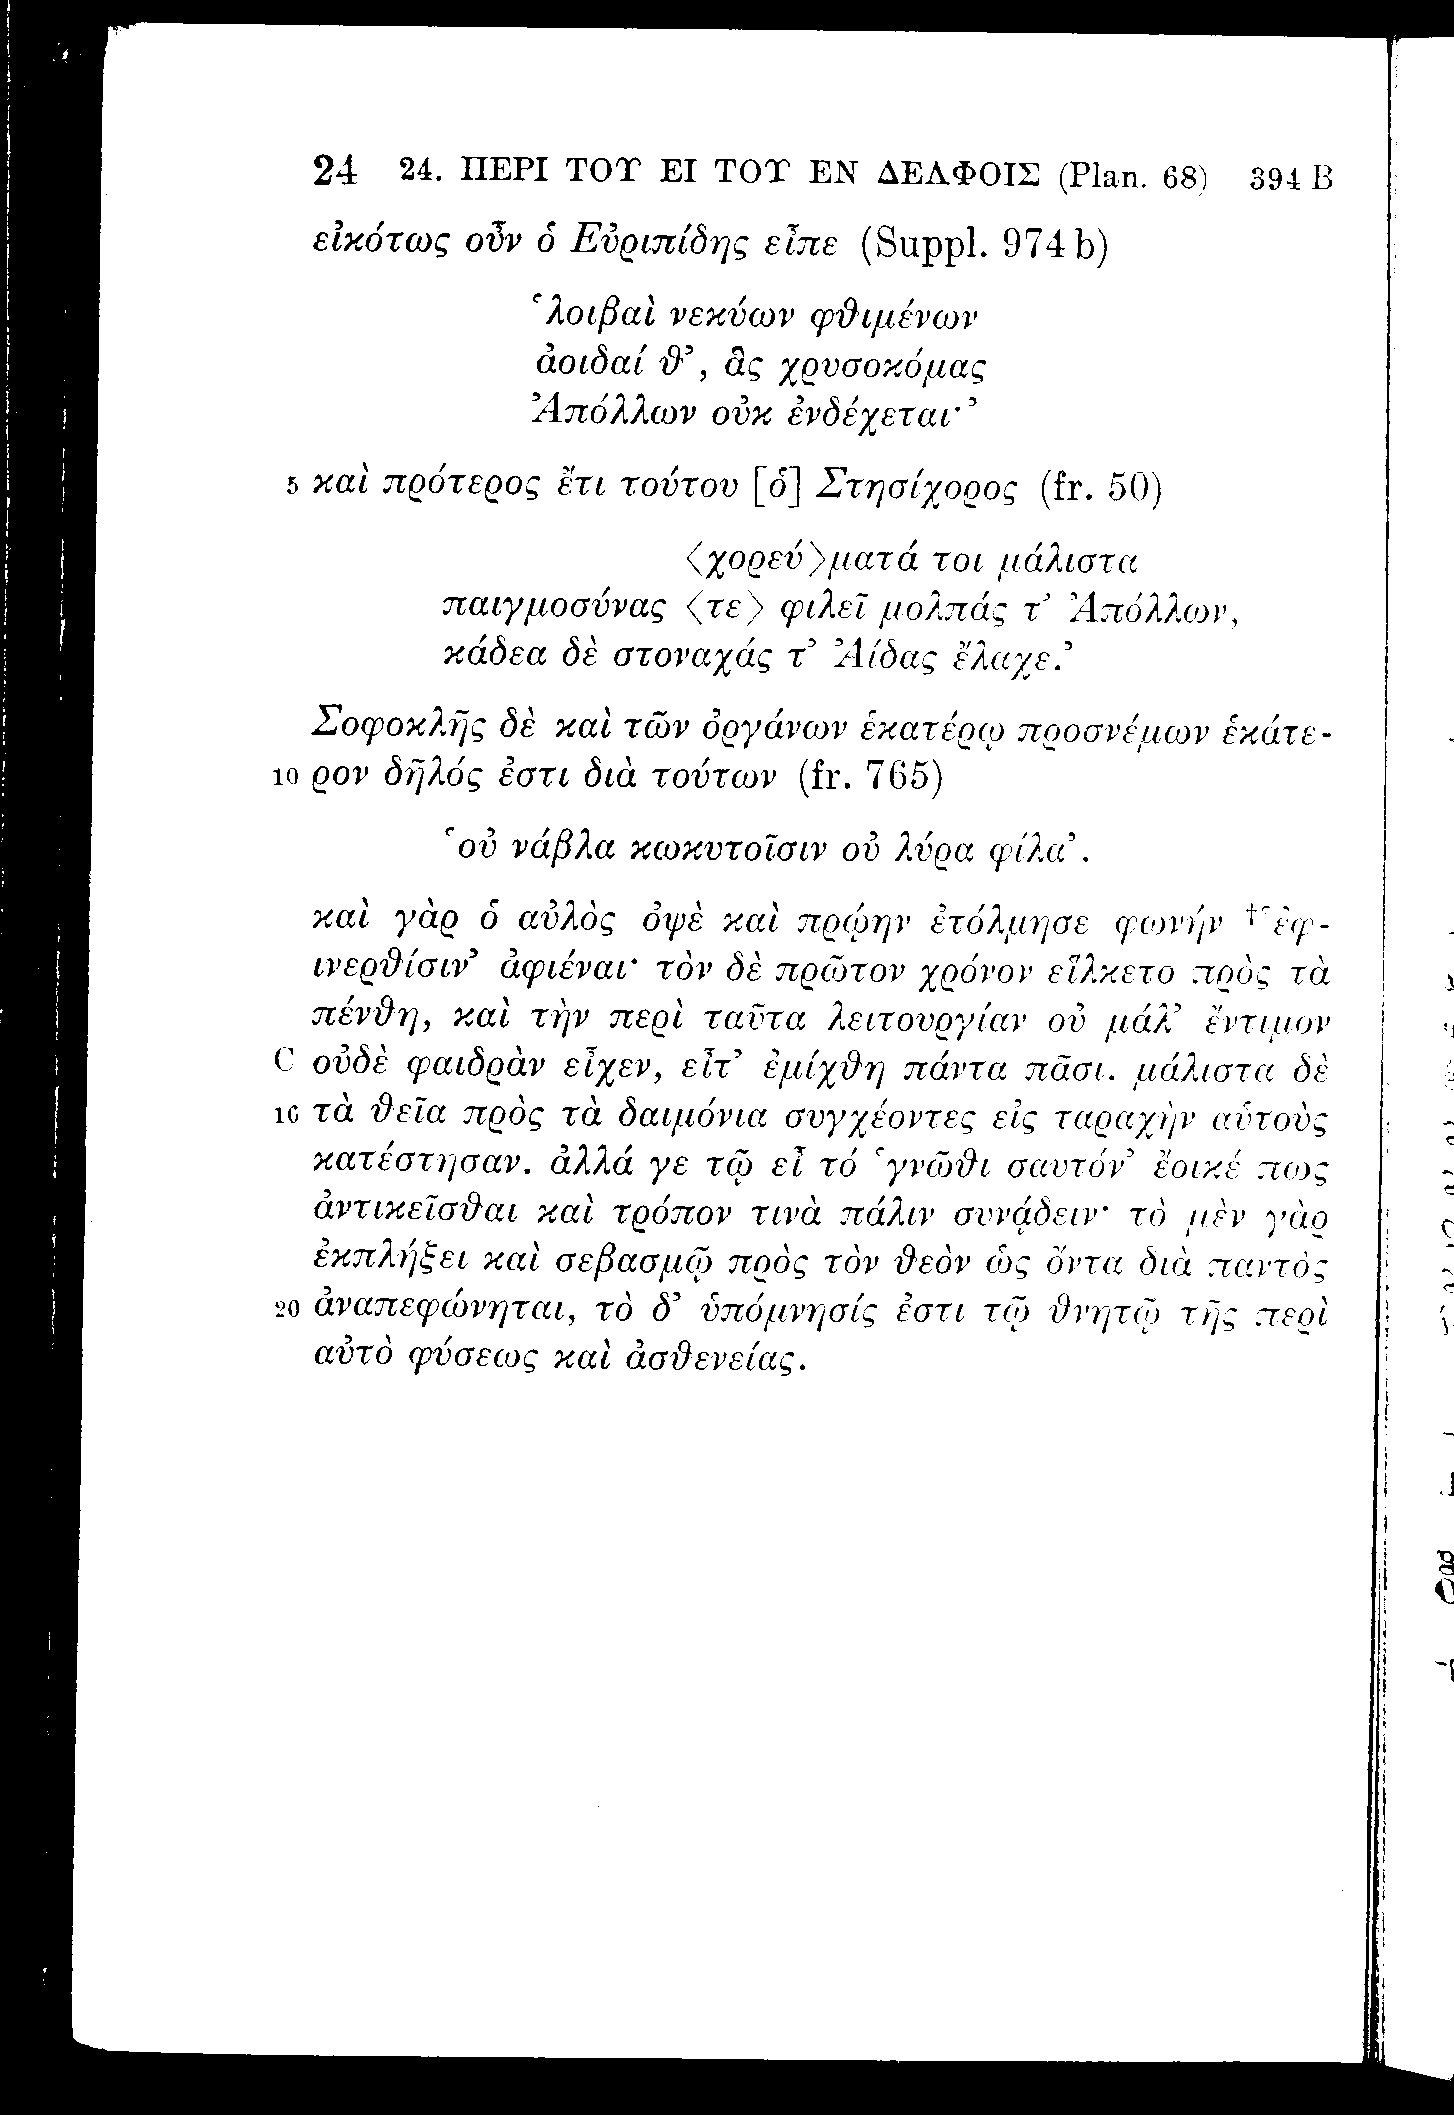 24 24. ΠΕΡΙ ΤΟΥ ΕΙ ΤΟΥ ΕΝ ΔΕΛΦΟΙΣ (Plan. 68) 394 B
εἰκότως οὖν ὁ Εὐριπίδης εἶπε (Suppl. 974 b)
‛λοιβαὶ νεκύων φθιμένων
ἀοιδαί θ’, ἃς χρυσοκόμας
Ἀπόλλων οὐκ ἐνδέχεται·’
5 καὶ πρότερος ἔτι τούτου [ὁ] Στησίχορος (fr. 50)
⟨χορεύ⟩ματά τοι μάλιστα
παιγμοσύνας ⟨τε⟩ φιλεῖ μολπάς τ’ Ἀπόλλων,
κάδεα δὲ στοναχάς τ’ Ἀίδας ἔλαχε.’
Σοφοκλῆς δὲ καὶ τῶν ὀργάνων ἑκατέρῳ προσνέμων ἑκάτε-
10 ρον δῆλός ἐστι διὰ τούτων (fr. 765)
‛οὐ νάβλα κωκυτοῖσιν οὐ λύρα φίλα’.
καὶ γὰρ ὁ αὐλὸς ὀψὲ καὶ πρῴην ἐτόλμησε φωνὴν †‛ἐφ-
ινερθίσιν’ ἀφιέναι· τὸν δὲ πρῶτον χρόνον εἵλκετο πρὸς τὰ
πένθη, καὶ τὴν περὶ ταῦτα λειτουργίαν οὐ μάλ’ ἔντιμον
C οὐδὲ φαιδρὰν εἶχεν, εἶτ’ ἐμίχθη πάντα πᾶσι. μάλιστα δὲ
16 τὰ θεῖα πρὸς τὰ δαιμόνια συγχέοντες εἰς ταραχὴν αὑτοὺς
κατέστησαν. ἀλλά γε τῷ εἶ τό ‛γνῶθι σαυτόν’ ἔοικέ πως
ἀντικεῖσθαι καὶ τρόπον τινὰ πάλιν συνᾴδειν· τὸ μὲν γὰρ
ἐκπλήξει καὶ σεβασμῷ πρὸς τὸν θεὸν ὡς ὄντα διὰ παντὸς
20 ἀναπεφώνηται, τὸ δ’ ὑπόμνησίς ἐστι τῷ θνητῷ τῆς περὶ
αὐτὸ φύσεως καὶ ἀσθενείας.